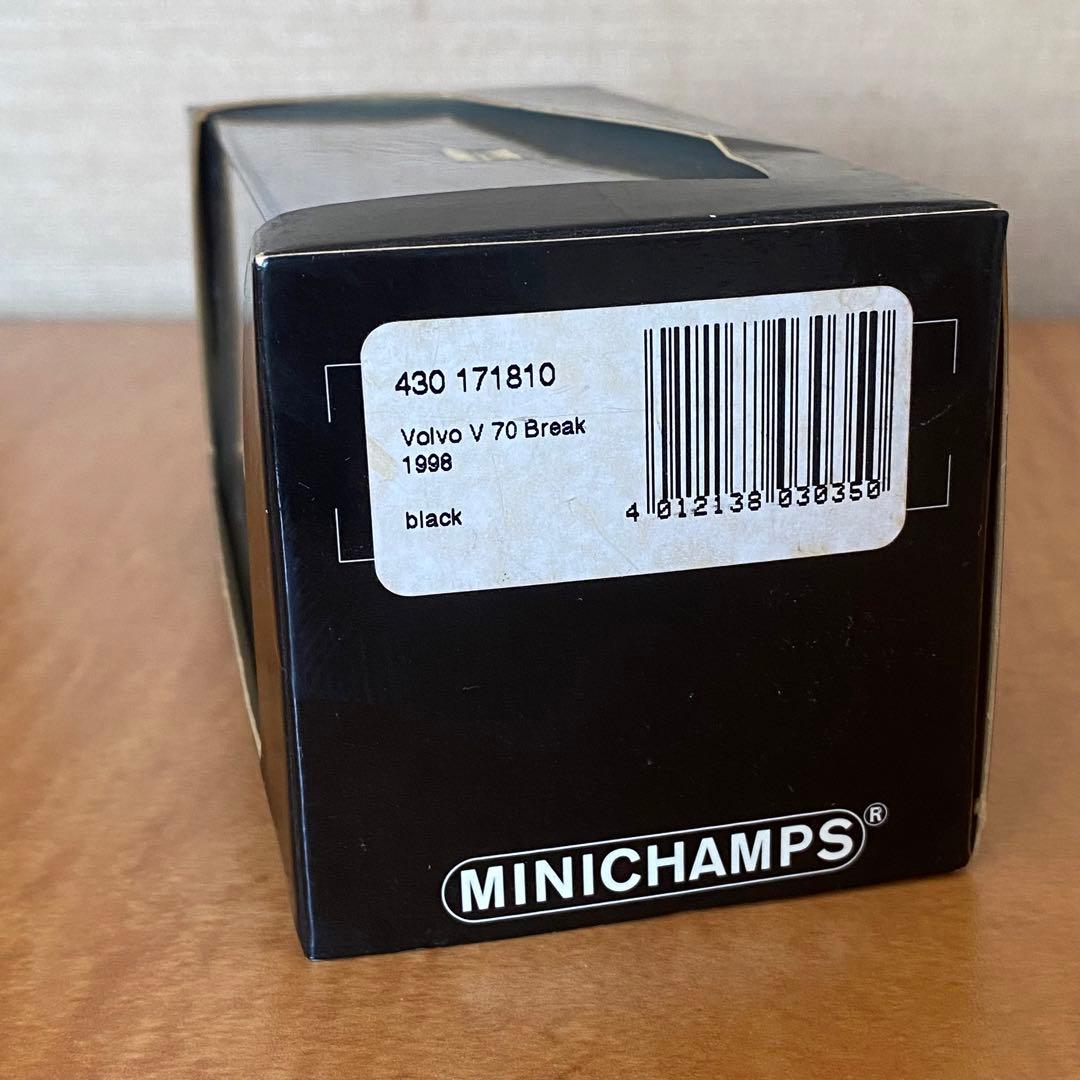 430 171810
Volvo V 70 Break
1998
black
4 012138 030350
MINICHAMPS®